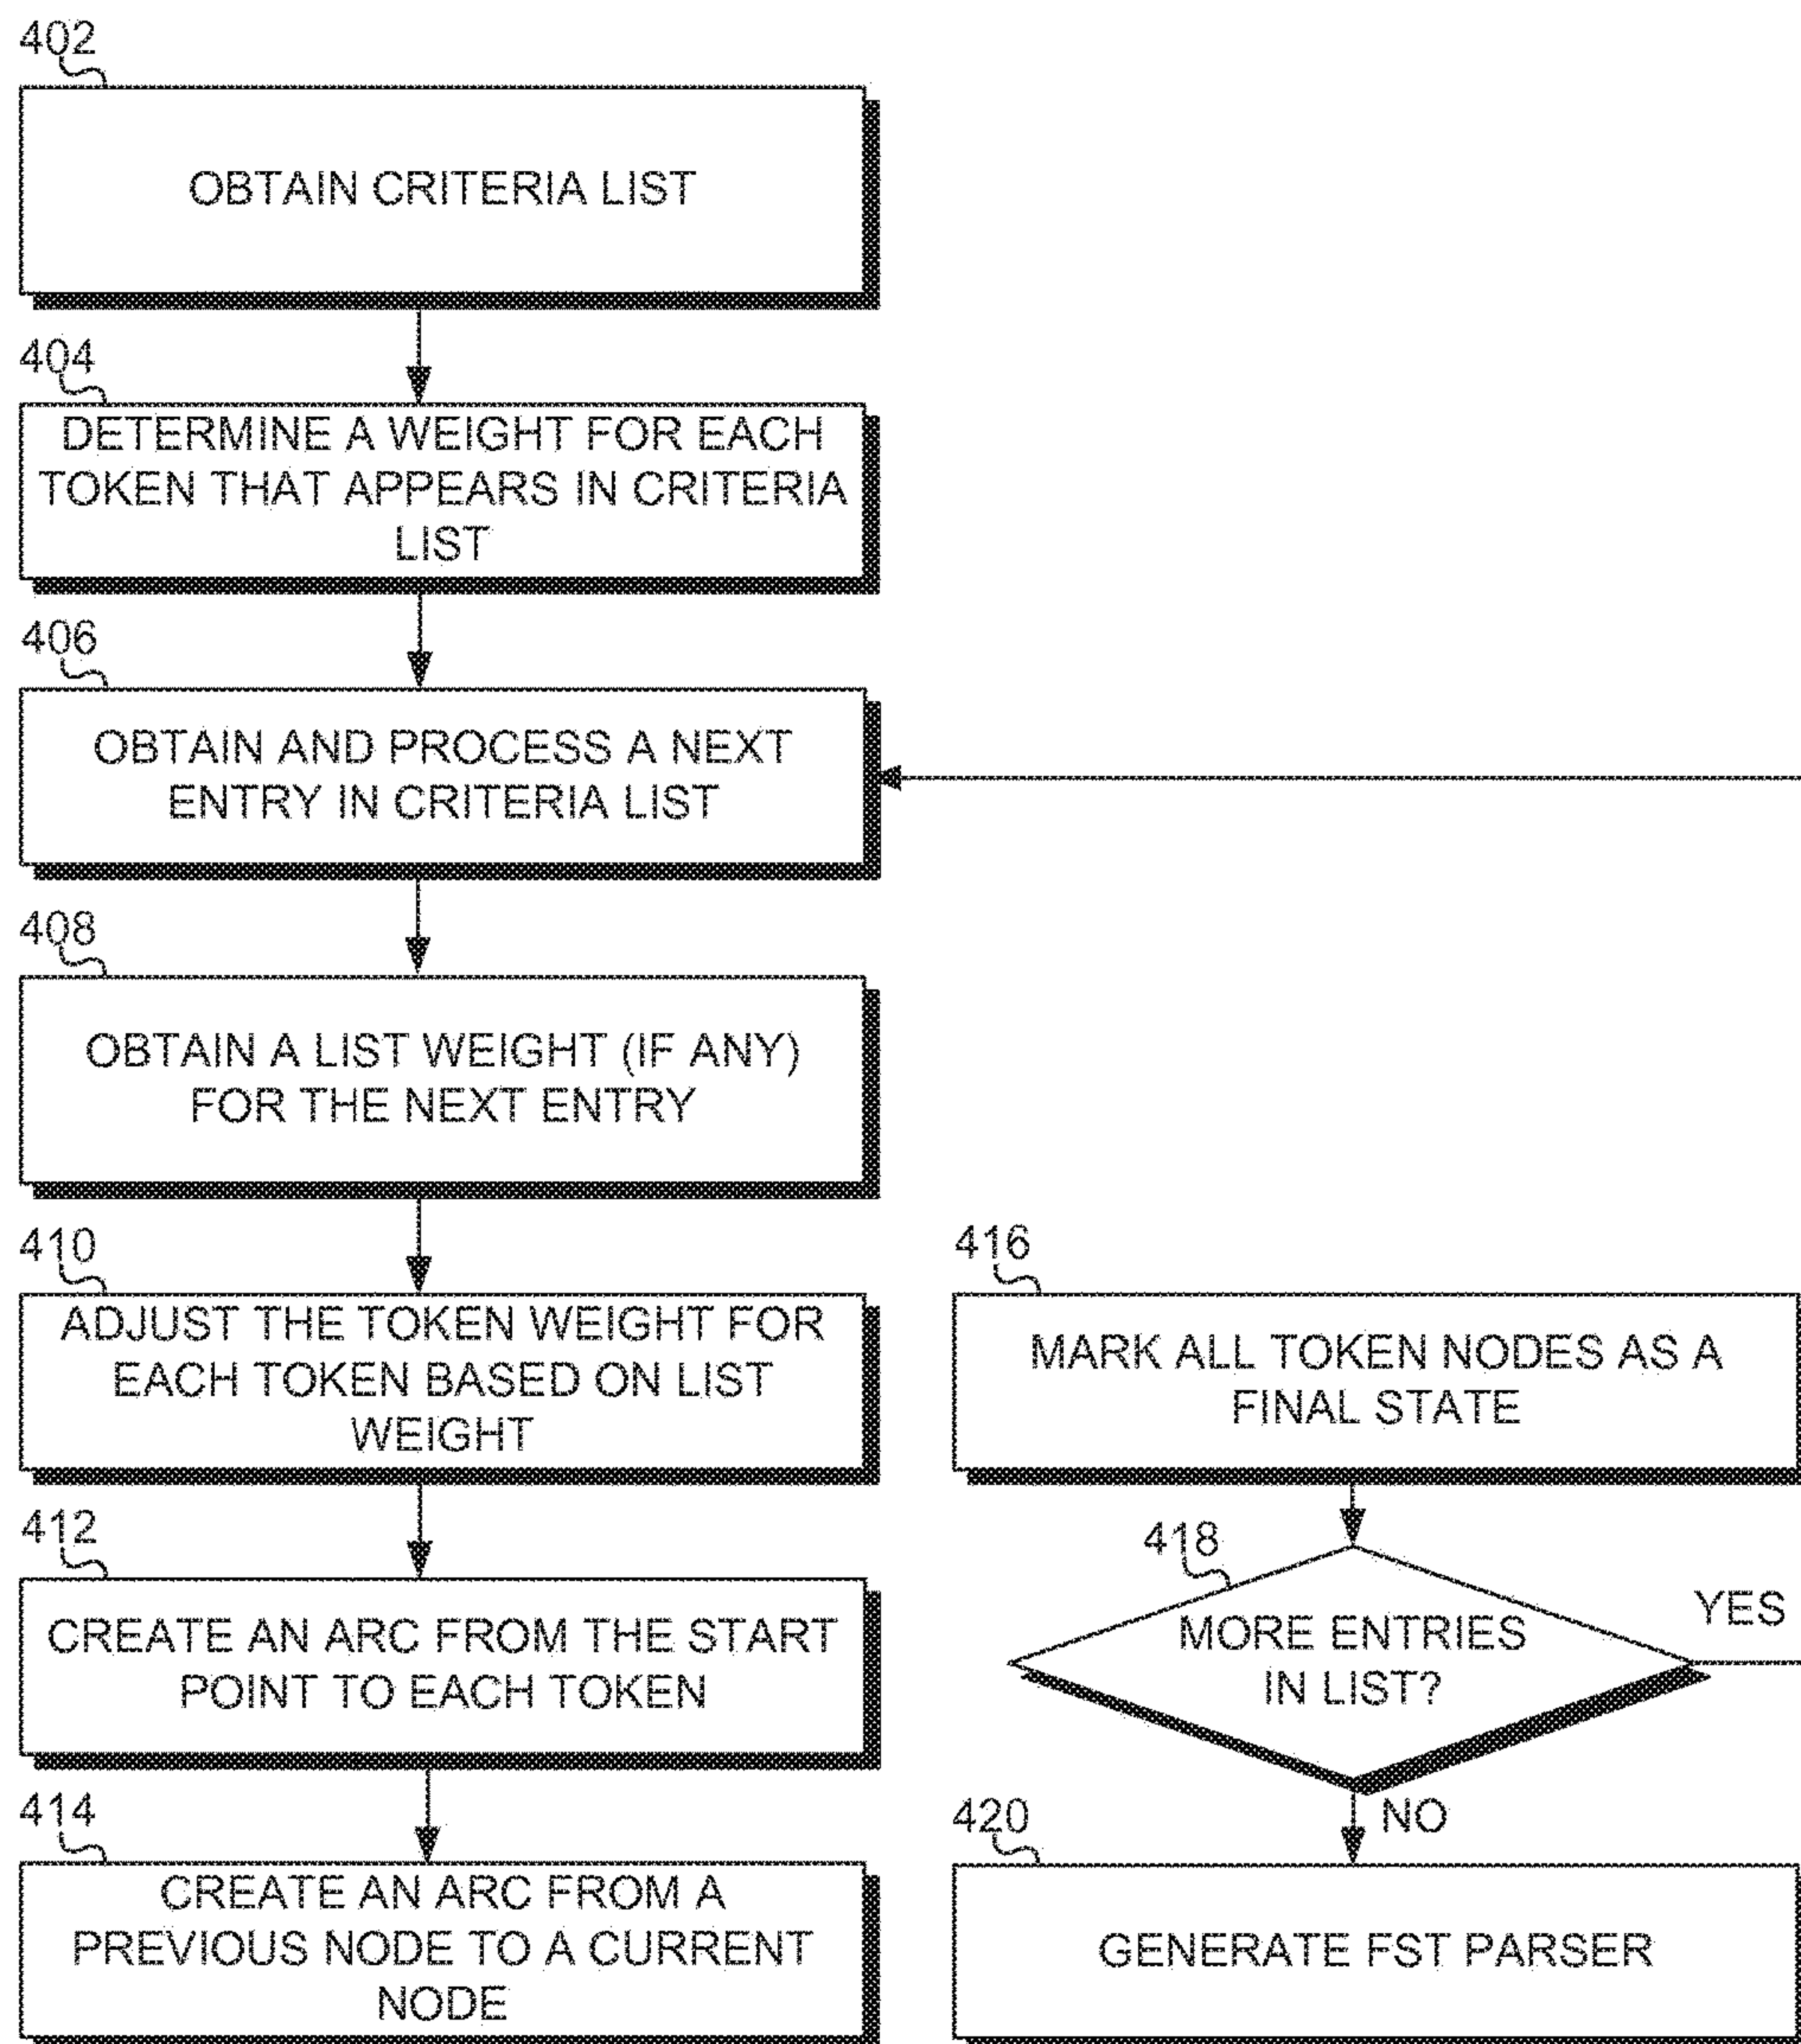 402
OBTAIN CRITERIA LIST
404
DETERMINE A WEIGHT FOR EACH
TOKEN THAT APPEARS IN CRITERIA
LIST
406
OBTAIN AND PROCESS A NEXT
ENTRY IN CRITERIA LIST
408
OBTAIN A LIST WEIGHT (IF ANY)
FOR THE NEXT ENTRY
410
ADJUST THE TOKEN WEIGHT FOR
EACH TOKEN BASED ON LIST
WEIGHT
412
CREATE AN ARC FROM THE START
POINT TO EACH TOKEN
414
CREATE AN ARC FROM A
PREVIOUS NODE TO A CURRENT
NODE
416
MARK ALL TOKEN NODES AS A
FINAL STATE
418
MORE ENTRIES
IN LIST?
YES
NO
420
GENERATE FST PARSER